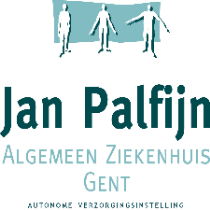 Jan Palfijn
ALGEMEEN ZIEKENHUIS
GENT
AUTONOME VERZORGINGSINSTELLING